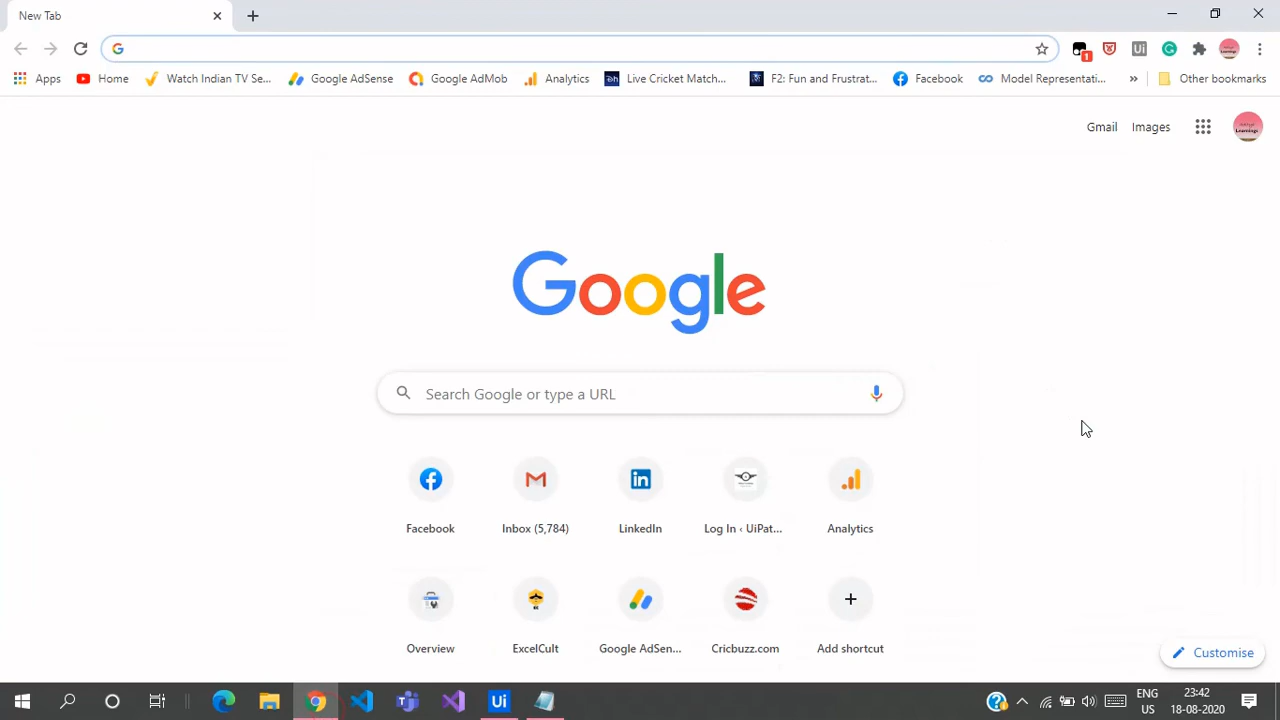 New Tab
Apps Home Watch Indian TV Se... Google AdSense Google AdMob Analytics Live Cricket Match... F2: Fun and Frustrat... Facebook Model Representati... » Other bookmarks
1
Ui
Gmail Images
Google
Search Google or type a URL
Facebook Inbox (5,784) LinkedIn Log In ‹ UiPat... Analytics
Overview ExcelCult Google AdSen... Cricbuzz.com Add shortcut
Customise
Ui
ENG
US
23:42
18-08-2020